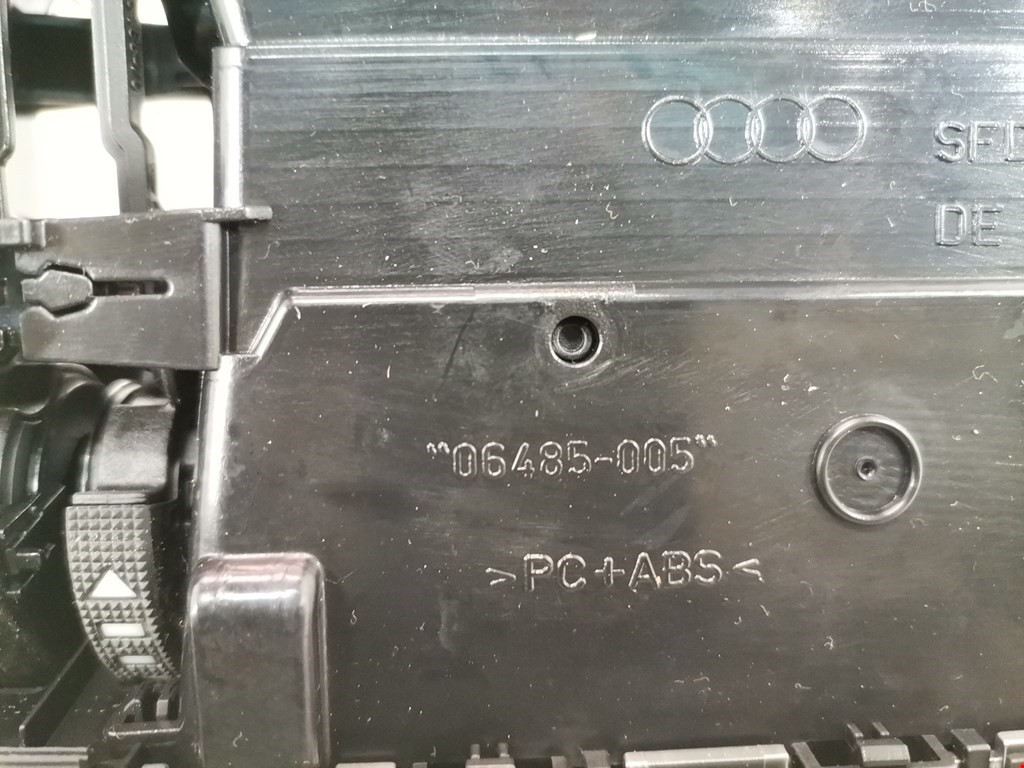 DE
"06485-005"
>PC+ABS<